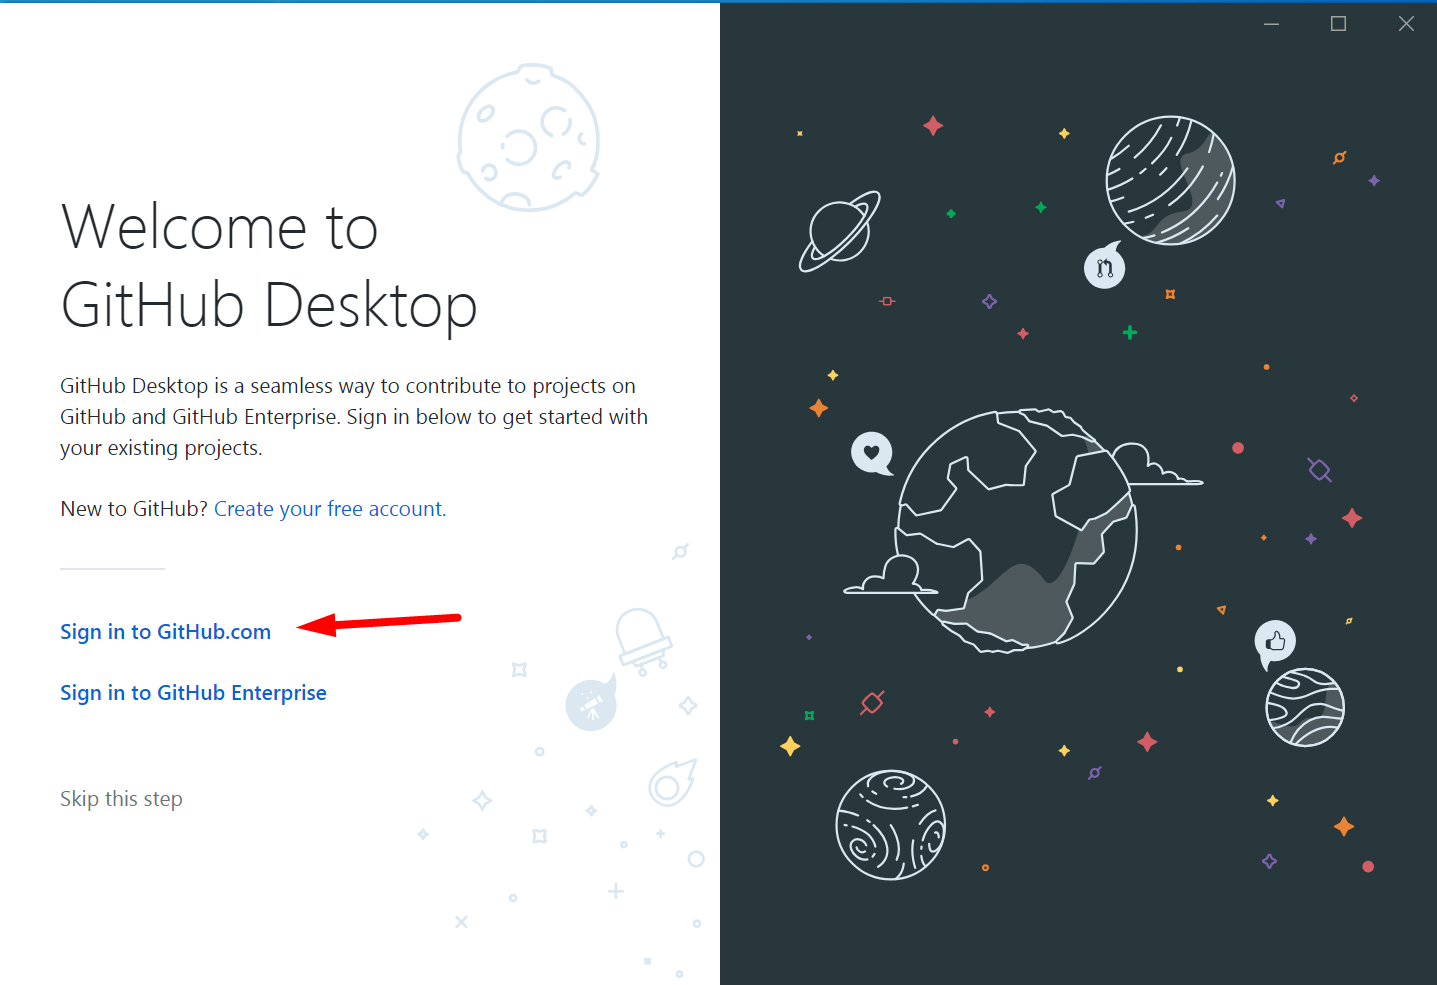 Welcome to
GitHub Desktop
GitHub Desktop is a seamless way to contribute to projects on
GitHub and GitHub Enterprise. Sign in below to get started with
your existing projects.
New to GitHub? Create your free account.
Sign in to GitHub.com
Sign in to GitHub Enterprise
Skip this step